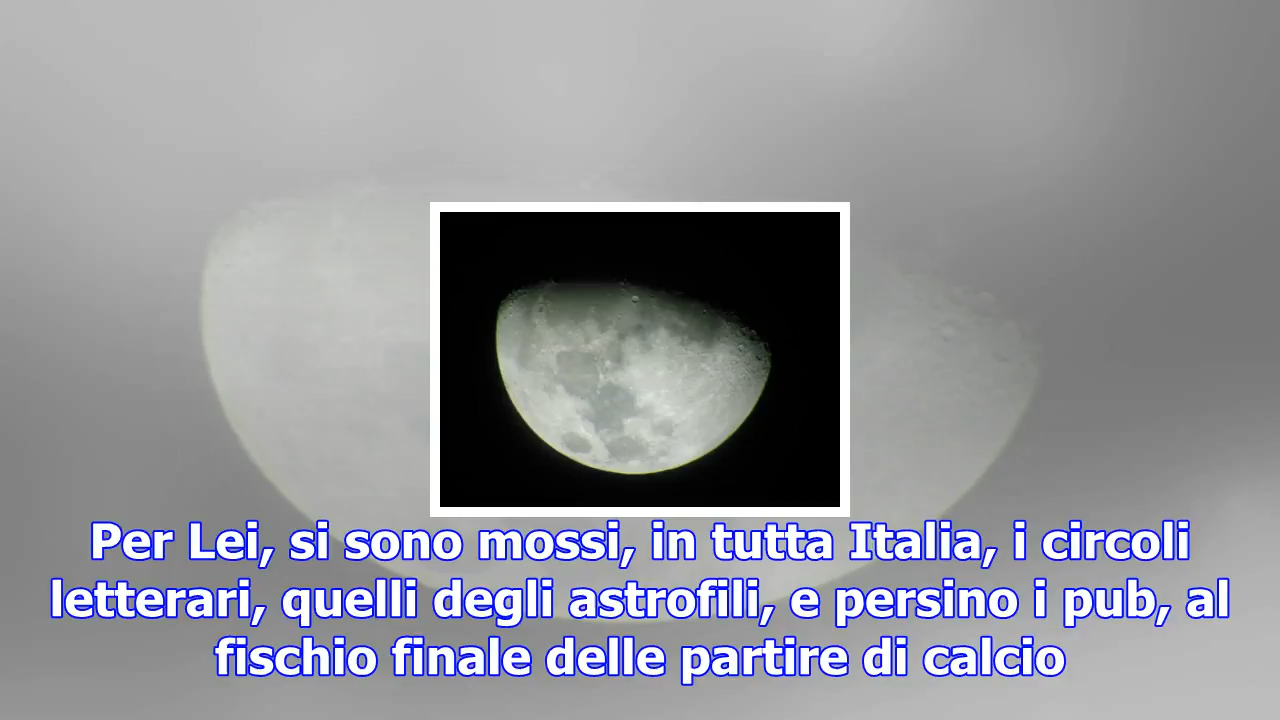 Per Lei, si sono mossi, in tutta Italia, i circoli
letterari, quelli degli astrofili, e persino i pub, al
fischio finale delle partire di calcio